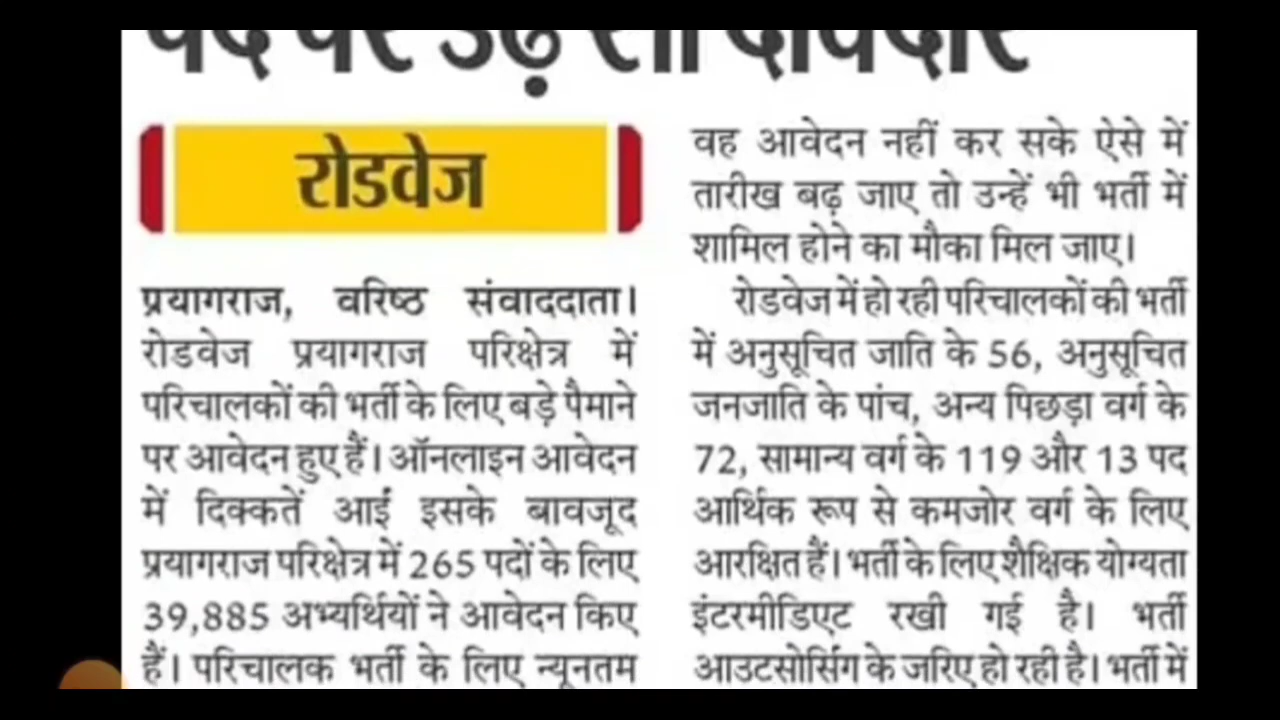 पद पर डेढ़ सौ दावेदार
रोडवेज
प्रयागराज, वरिष्ठ संवाददाता।
रोडवेज प्रयागराज परिक्षेत्र में
परिचालकों की भर्ती के लिए बड़े पैमाने
पर आवेदन हुए हैं। ऑनलाइन आवेदन
में दिक्कतें आईं इसके बावजूद
प्रयागराज परिक्षेत्र में 265 पदों के लिए
39,885 अभ्यर्थियों ने आवेदन किए
हैं। परिचालक भर्ती के लिए न्यूनतम
वह आवेदन नहीं कर सके ऐसे में
तारीख बढ़ जाए तो उन्हें भी भर्ती में
शामिल होने का मौका मिल जाए।
रोडवेज में हो रही परिचालकों की भर्ती
में अनुसूचित जाति के 56, अनुसूचित
जनजाति के पांच, अन्य पिछड़ा वर्ग के
72, सामान्य वर्ग के 119 और 13 पद
आर्थिक रूप से कमजोर वर्ग के लिए
आरक्षित हैं। भर्ती के लिए शैक्षिक योग्यता
इंटरमीडिएट रखी गई है। भर्ती
आउटसोर्सिंग के जरिए हो रही है। भर्ती में